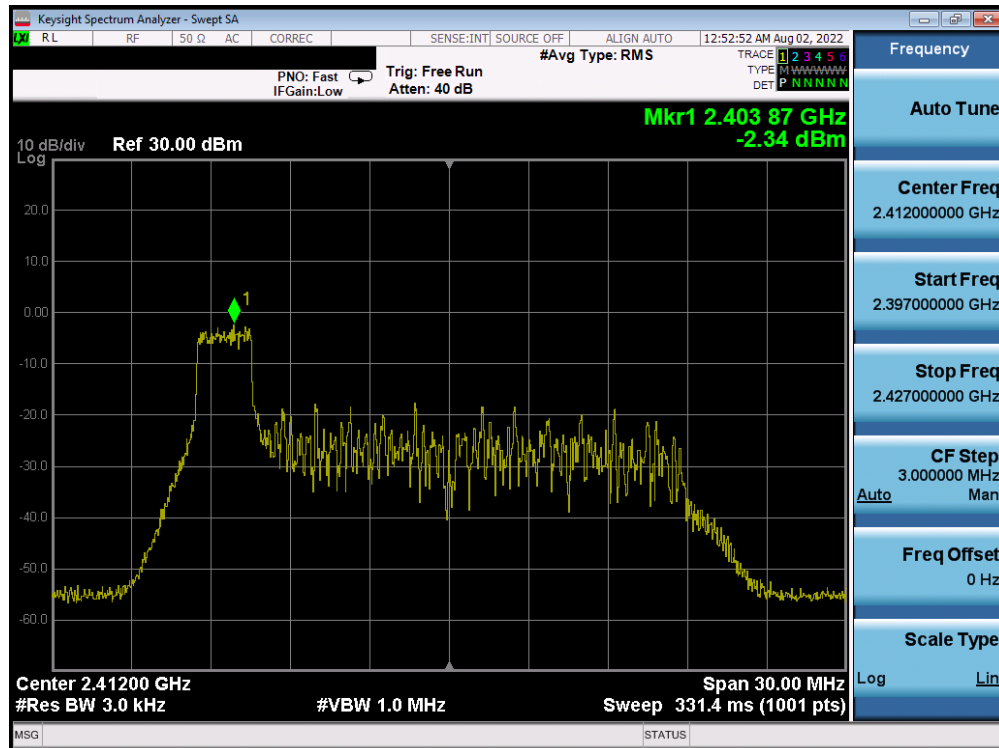 Keysight Spectrum Analyzer - Swept SA
LXI RL RF 50 Ω AC CORREC SENSE:INT SOURCE OFF ALIGN AUTO 12:52:52 AM Aug 02, 2022
#Avg Type: RMS
TRACE 1 2 3 4 5 6
PNO: Fast Trig: Free Run
TYPE M WWWWW
IFGain:Low Atten: 40 dB
DET P N N N N N
Mkr1 2.403 87 GHz
-2.34 dBm
10 dB/div Ref 30.00 dBm
Log
1
20.0
10.0
0.00
-10.0
-20.0
-30.0
-40.0
-50.0
-60.0
Center 2.41200 GHz Span 30.00 MHz
#Res BW 3.0 kHz #VBW 1.0 MHz Sweep 331.4 ms (1001 pts)
MSG STATUS
Frequency
Auto Tune
Center Freq
2.412000000 GHz
Start Freq
2.397000000 GHz
Stop Freq
2.427000000 GHz
CF Step
3.000000 MHz
Auto Man
Freq Offset
0 Hz
Scale Type
Log Lin